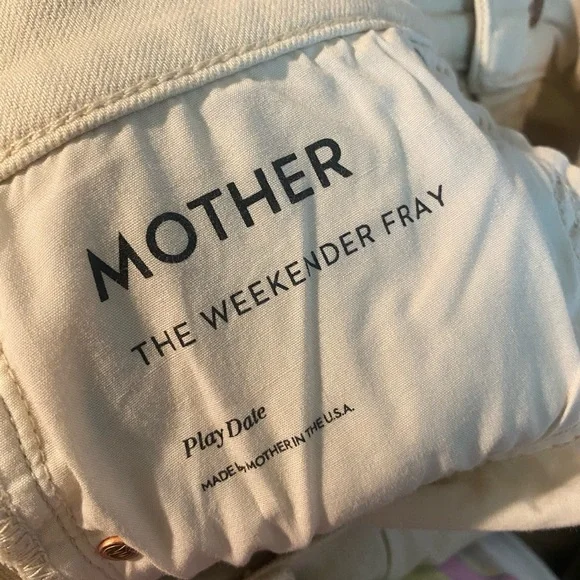 MOTHER
THE WEEKENDER FRAY
Play Date
MADE by MOTHER IN THE U.S.A.